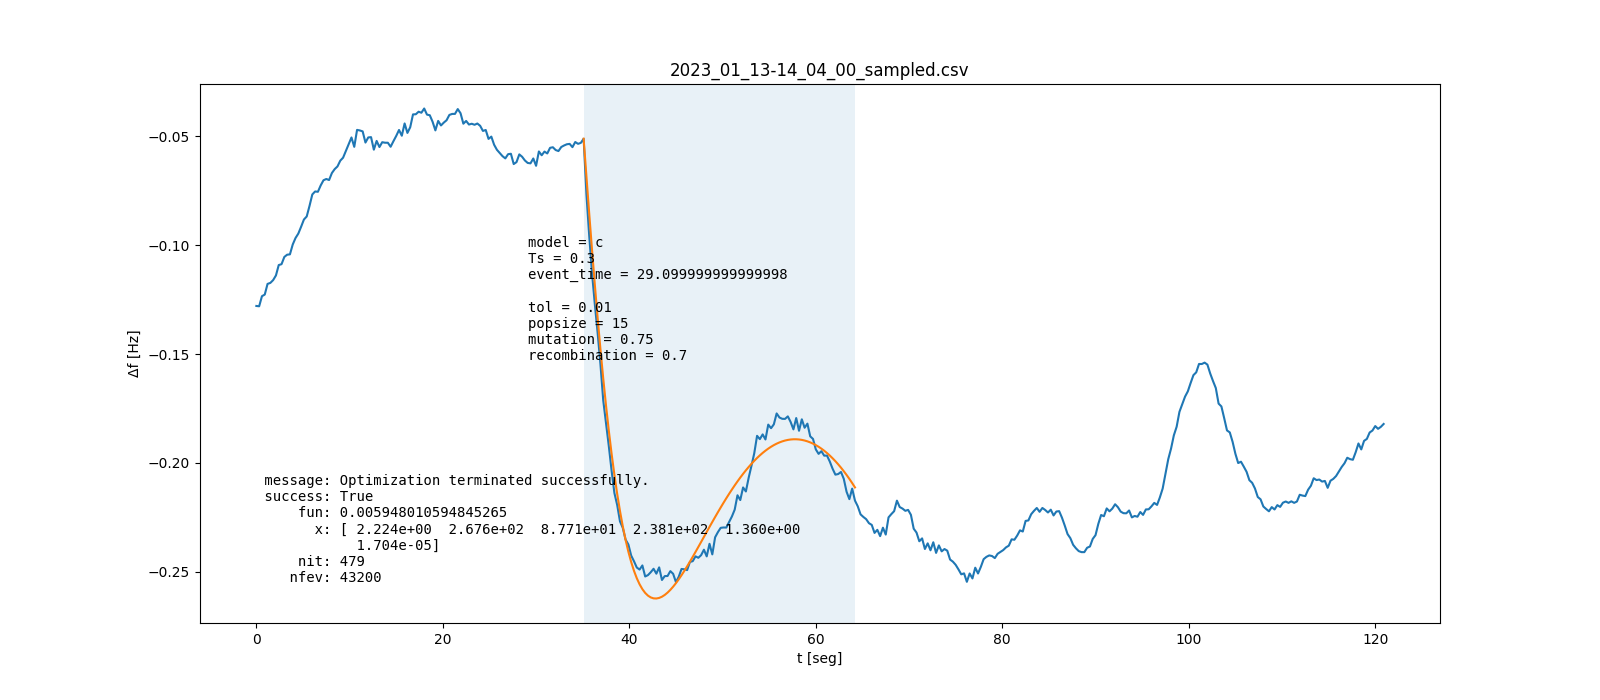 2023_01_13-14_04_00_sampled.csv
−0.05
−0.10
−0.15
−0.20
−0.25
Δf [Hz]
model = c
Ts = 0.3
event_time = 29.099999999999998
tol = 0.01
popsize = 15
mutation = 0.75
recombination = 0.7
message: Optimization terminated successfully.
success: True
fun: 0.005948010594845265
x: [ 2.224e+00  2.676e+02  8.771e+01  2.381e+02  1.360e+00
1.704e-05]
nit: 479
nfev: 43200
0 20 40 60 80 100 120
t [seg]